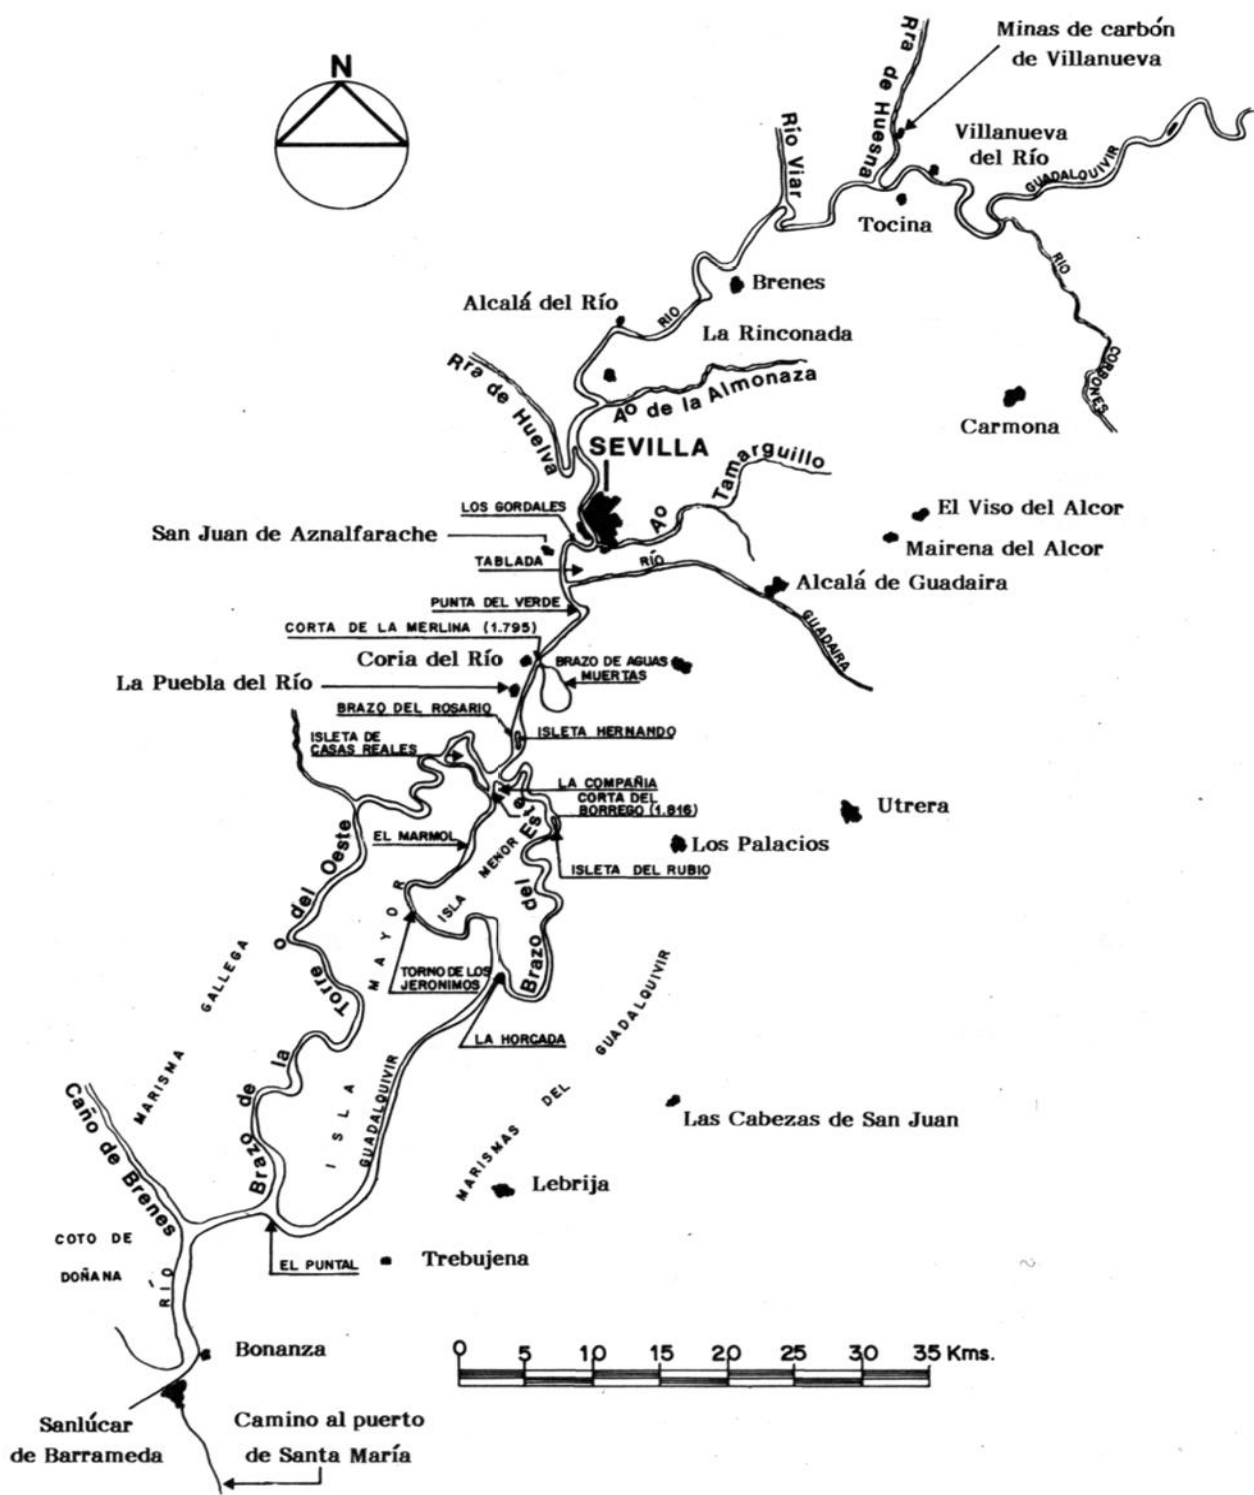 N
Rra de Huesna
Minas de carbón
de Villanueva
Río Viar
Villanueva
del Río
GUADALQUIVIR
Tocina
RÍO
CORBONES
Brenes
Alcalá del Río
RIO
La Rinconada
Rra de Huelva
Aº de la Almonaza
Carmona
SEVILLA
Aº Tamarguillo
LOS GORDALES
San Juan de Aznalfarache
El Viso del Alcor
Mairena del Alcor
TABLADA
RÍO
GUADAIRA
Alcalá de Guadaira
PUNTA DEL VERDE
CORTA DE LA MERLINA (1.795)
Coria del Río
BRAZO DE AGUAS
MUERTAS
La Puebla del Río
BRAZO DEL ROSARIO
ISLETA HERNANDO
ISLETA DE
CASAS REALES
LA COMPAÑIA
CORTA DEL
BORREGO (1.816)
Utrera
EL MARMOL
Los Palacios
ISLETA DEL RUBIO
ISLA MENOR
Brazo del Este
Brazo de la Torre o del Oeste
ISLA MAYOR
TORNO DE LOS
JERONIMOS
LA HORCADA
MARISMA GALLEGA
MARISMAS DEL GUADALQUIVIR
GUADALQUIVIR
Las Cabezas de San Juan
Lebrija
Caño de Brenes
COTO DE
DOÑANA
RÍO
EL PUNTAL
Trebujena
Bonanza
0 5 10 15 20 25 30 35 Kms.
Sanlúcar
de Barrameda
Camino al puerto
de Santa María